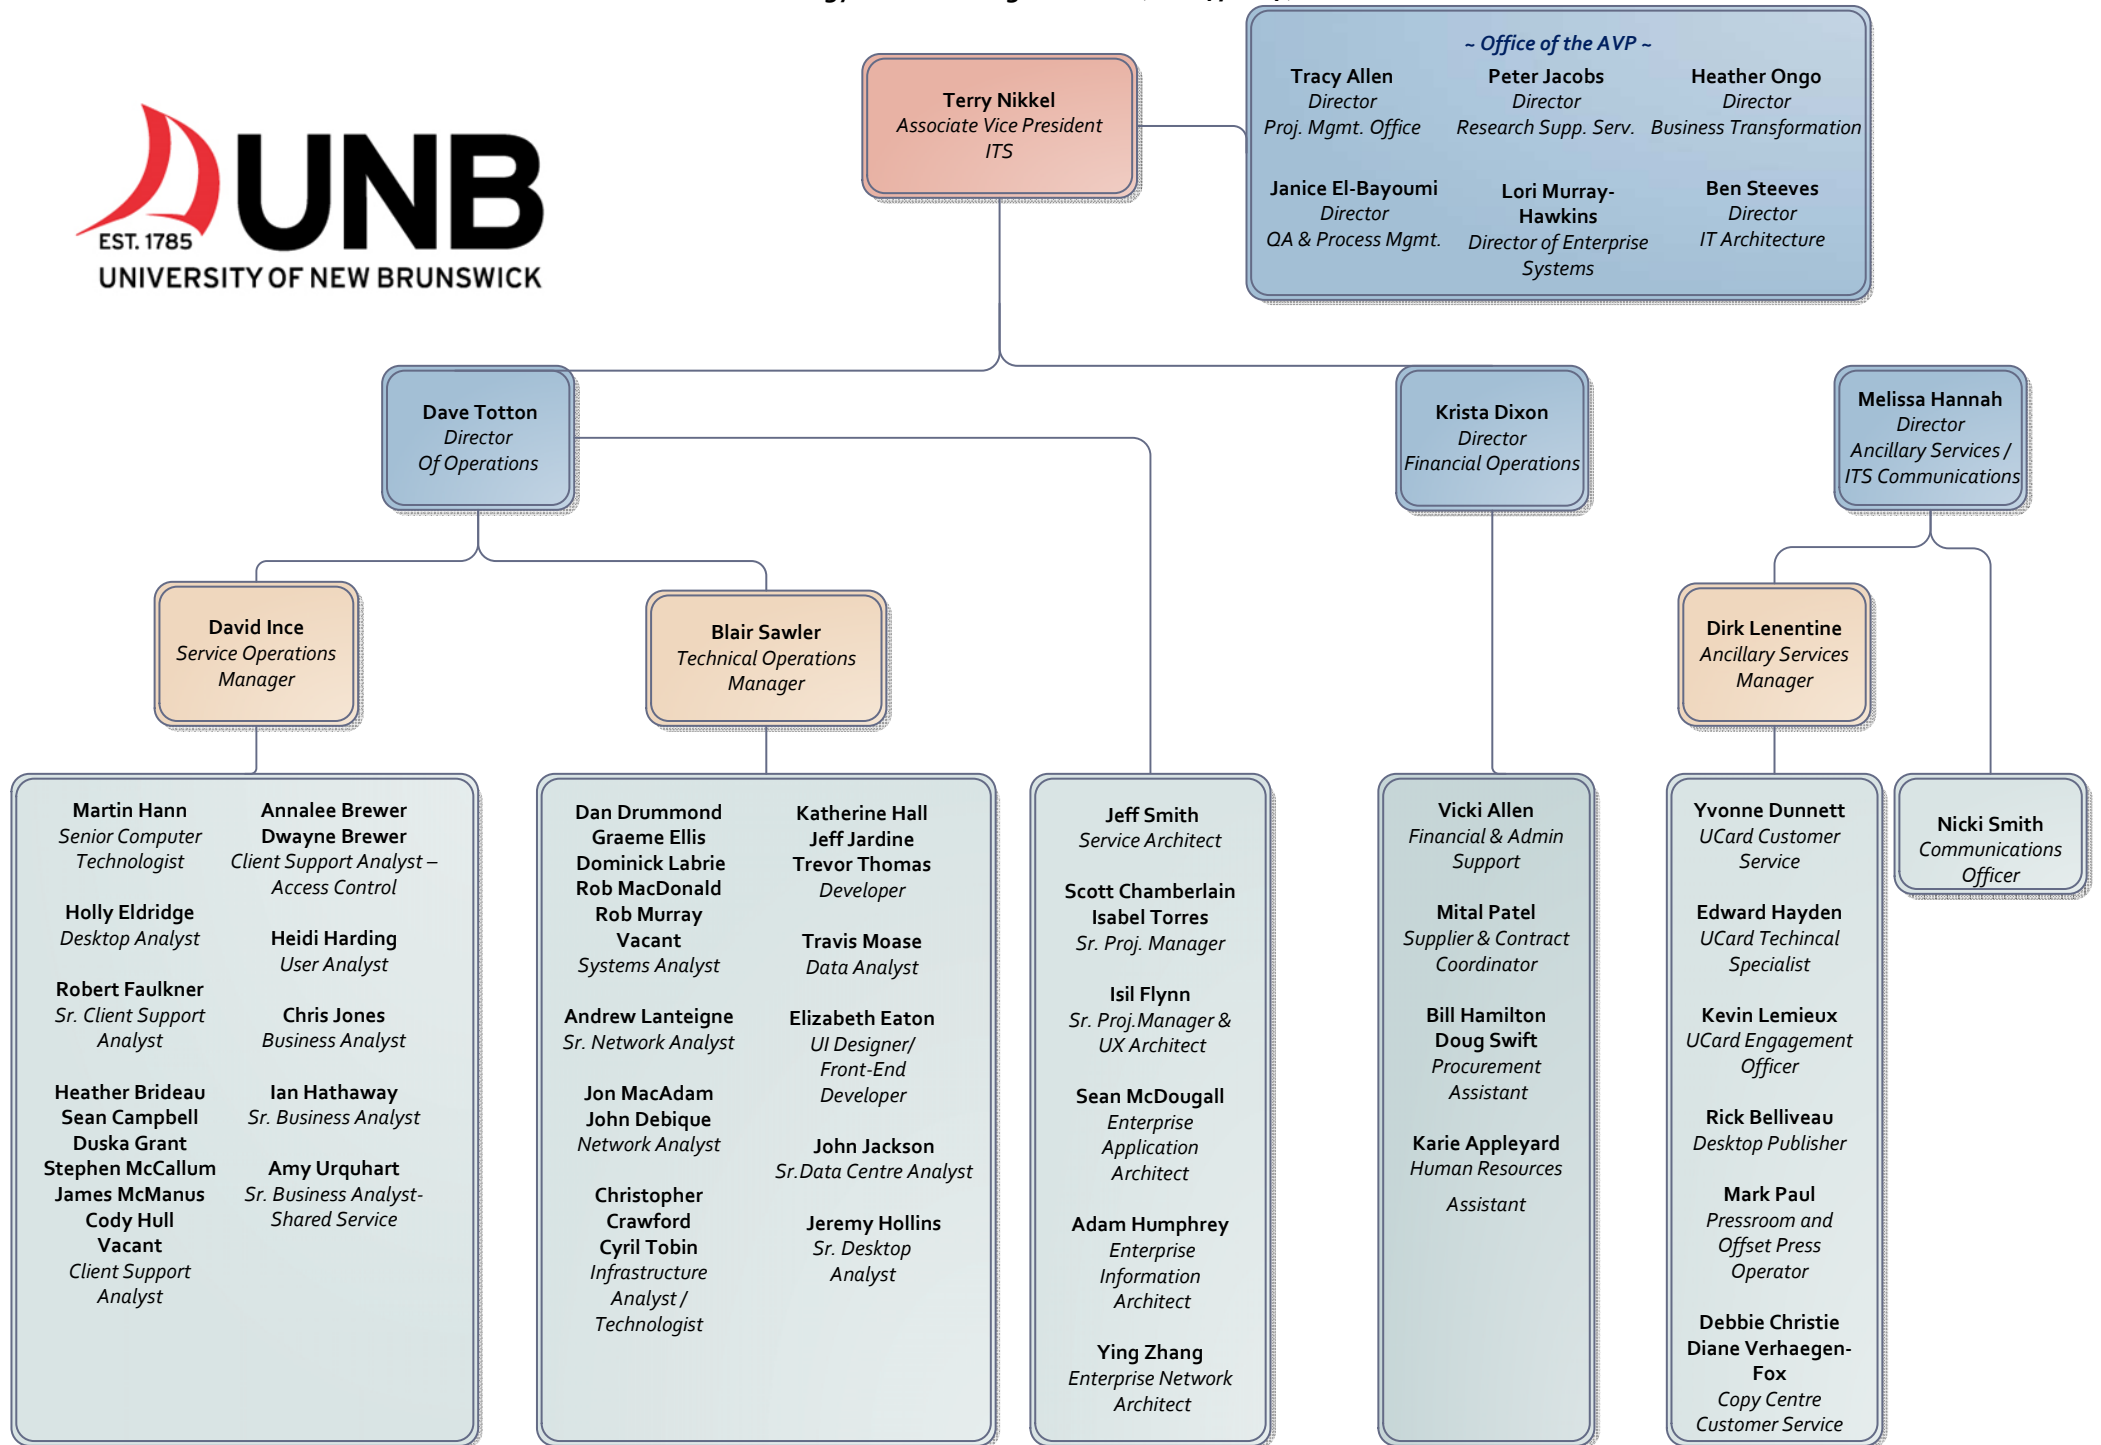 EST. 1785
UNB
UNIVERSITY OF NEW BRUNSWICK
Terry Nikkel
Associate Vice President
ITS
~ Office of the AVP ~
Tracy Allen
Director
Proj. Mgmt. Office
Peter Jacobs
Director
Research Supp. Serv.
Heather Ongo
Director
Business Transformation
Janice El-Bayoumi
Director
QA & Process Mgmt.
Lori Murray-
Hawkins
Director of Enterprise
Systems
Ben Steeves
Director
IT Architecture
Dave Totton
Director
Of Operations
Krista Dixon
Director
Financial Operations
Melissa Hannah
Director
Ancillary Services /
ITS Communications
David Ince
Service Operations
Manager
Blair Sawler
Technical Operations
Manager
Dirk Lenentine
Ancillary Services
Manager
Martin Hann
Senior Computer
Technologist
Holly Eldridge
Desktop Analyst
Robert Faulkner
Sr. Client Support
Analyst
Heather Brideau
Sean Campbell
Duska Grant
Stephen McCallum
James McManus
Cody Hull
Vacant
Client Support
Analyst
Annalee Brewer
Dwayne Brewer
Client Support Analyst –
Access Control
Heidi Harding
User Analyst
Chris Jones
Business Analyst
Ian Hathaway
Sr. Business Analyst
Amy Urquhart
Sr. Business Analyst-
Shared Service
Dan Drummond
Graeme Ellis
Dominick Labrie
Rob MacDonald
Rob Murray
Vacant
Systems Analyst
Andrew Lanteigne
Sr. Network Analyst
Jon MacAdam
John Debique
Network Analyst
Christopher
Crawford
Cyril Tobin
Infrastructure
Analyst /
Technologist
Katherine Hall
Jeff Jardine
Trevor Thomas
Developer
Travis Moase
Data Analyst
Elizabeth Eaton
UI Designer/
Front-End
Developer
John Jackson
Sr.Data Centre Analyst
Jeremy Hollins
Sr. Desktop
Analyst
Jeff Smith
Service Architect
Scott Chamberlain
Isabel Torres
Sr. Proj. Manager
Isil Flynn
Sr. Proj.Manager &
UX Architect
Sean McDougall
Enterprise
Application
Architect
Adam Humphrey
Enterprise
Information
Architect
Ying Zhang
Enterprise Network
Architect
Vicki Allen
Financial & Admin
Support
Mital Patel
Supplier & Contract
Coordinator
Bill Hamilton
Doug Swift
Procurement
Assistant
Karie Appleyard
Human Resources
Assistant
Yvonne Dunnett
UCard Customer
Service
Edward Hayden
UCard Techincal
Specialist
Kevin Lemieux
UCard Engagement
Officer
Rick Belliveau
Desktop Publisher
Mark Paul
Pressroom and
Offset Press
Operator
Debbie Christie
Diane Verhaegen-
Fox
Copy Centre
Customer Service
Nicki Smith
Communications
Officer